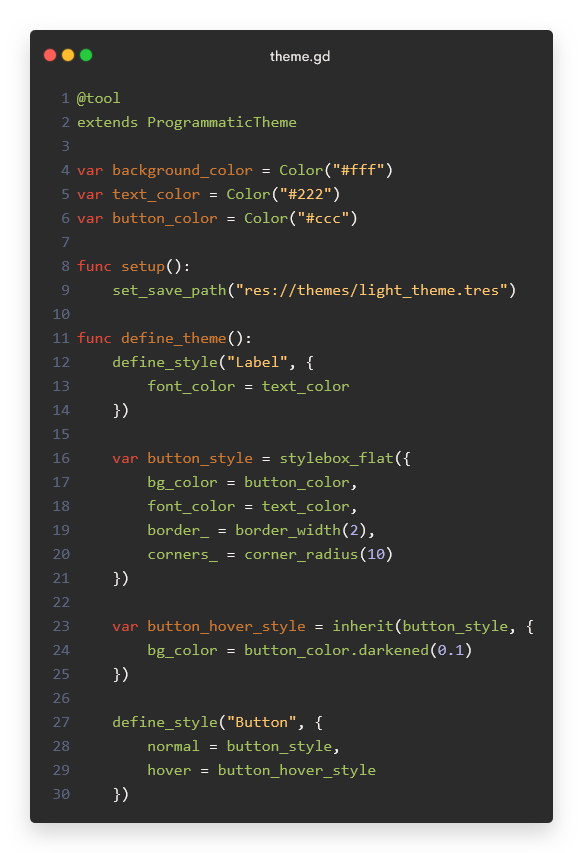 theme.gd
1 @tool
2 extends ProgrammaticTheme
3
4 var background_color = Color("#fff")
5 var text_color = Color("#222")
6 var button_color = Color("#ccc")
7
8 func setup():
9     set_save_path("res://themes/light_theme.tres")
10
11 func define_theme():
12     define_style("Label", {
13         font_color = text_color
14     })
15
16     var button_style = stylebox_flat({
17         bg_color = button_color,
18         font_color = text_color,
19         border_ = border_width(2),
20         corners_ = corner_radius(10)
21     })
22
23     var button_hover_style = inherit(button_style, {
24         bg_color = button_color.darkened(0.1)
25     })
26
27     define_style("Button", {
28         normal = button_style,
29         hover = button_hover_style
30     })